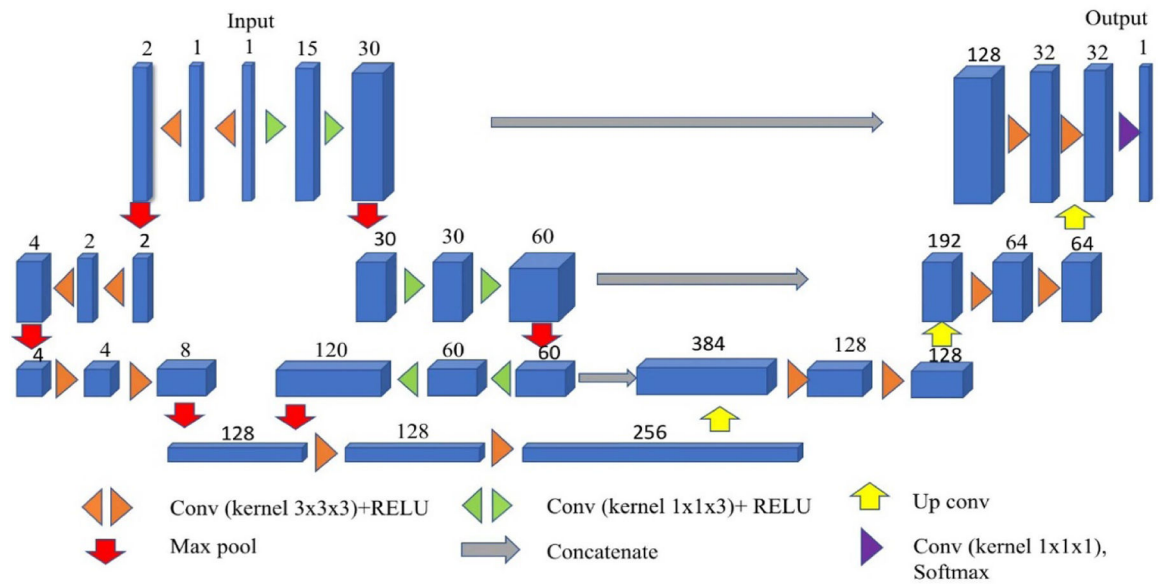 Input
Output
2 1 1 15 30
128 32 32 1
4 2 2
30 30 60
192 64 64
4 4 8
120 60 60
384 128 128
128 128 256
Conv (kernel 3x3x3)+RELU
Conv (kernel 1x1x3)+ RELU
Up conv
Max pool
Concatenate
Conv (kernel 1x1x1),
Softmax